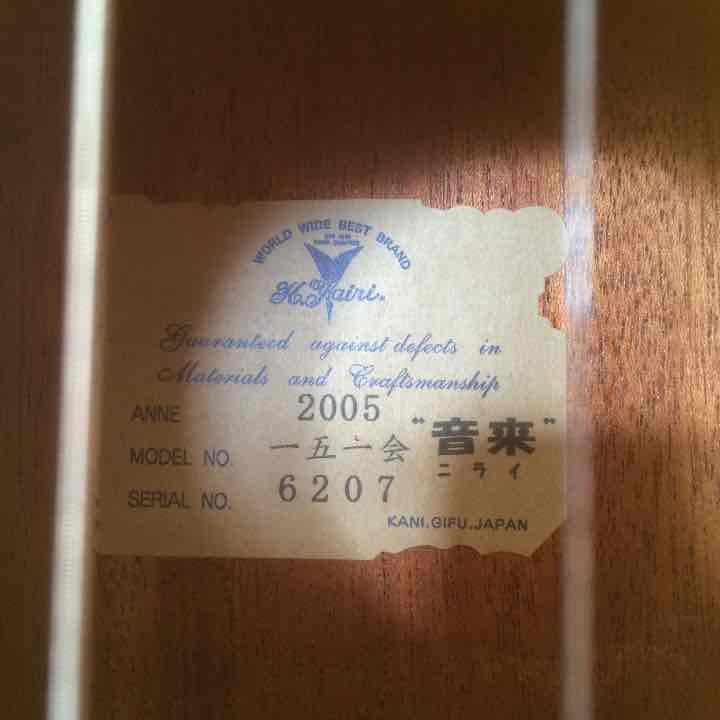 WORLD WIDE BEST BRAND
K.Yairi.
Guaranteed against defects in
Materials and Craftsmanship
ANNE 2005
MODEL NO. 一五一会 "音来"
ニライ
SERIAL NO. 6207
KANI.GIFU.JAPAN